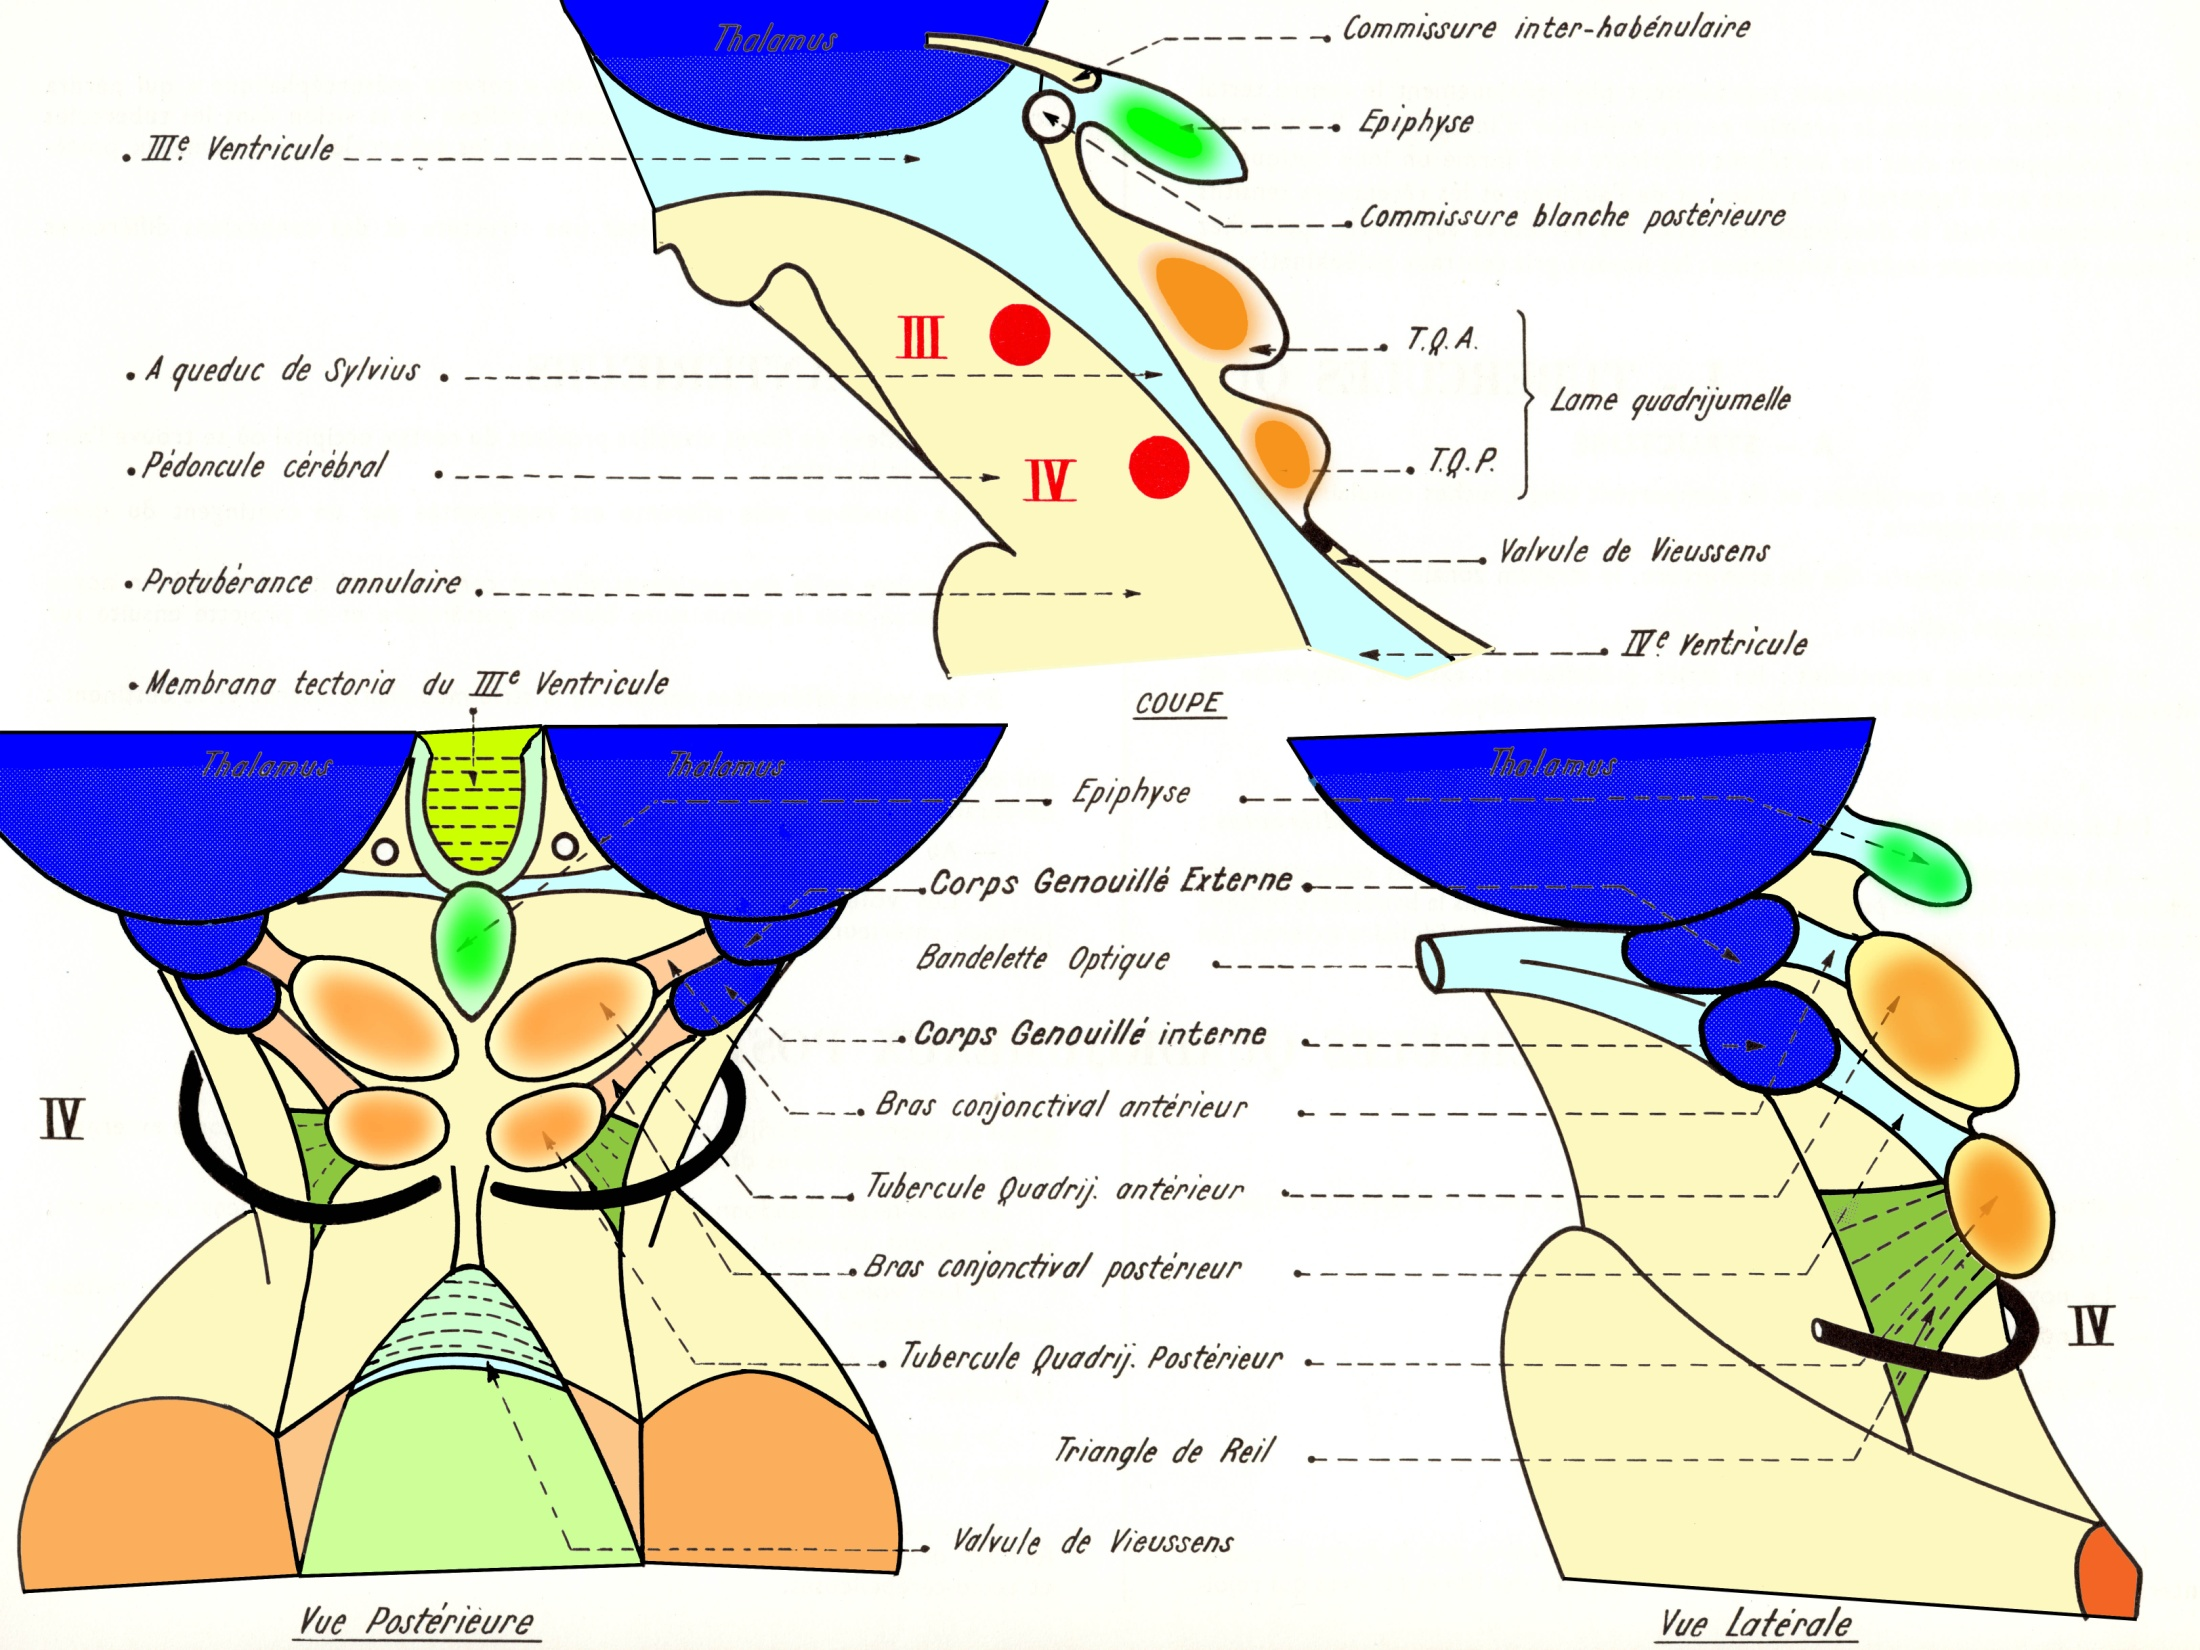 Thalamus
Commissure inter-habénulaire
Epiphyse
• IIIe Ventricule
Commissure blanche postérieure
III
T.Q.A.
• A queduc de Sylvius
Lame quadrijumelle
• Pédoncule cérébral
IV
T.Q.P.
Valvule de Vieussens
• Protubérance annulaire
IVe Ventricule
• Membrana tectoria du IIIe Ventricule
COUPE
Thalamus
Thalamus
Thalamus
Epiphyse
Corps Genouillé Externe
Bandelette Optique
Corps Genouillé interne
Bras conjonctival antérieur
IV
Tubercule Quadrij. antérieur
Bras conjonctival postérieur
IV
Tubercule Quadrij. Postérieur
Triangle de Reil
Valvule de Vieussens
Vue Postérieure
Vue Latérale